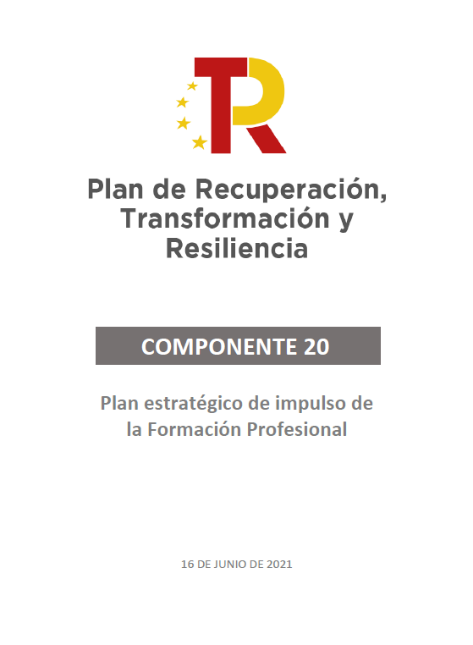 TR
Plan de Recuperación,
Transformación y
Resiliencia
COMPONENTE 20
Plan estratégico de impulso de
la Formación Profesional
16 DE JUNIO DE 2021